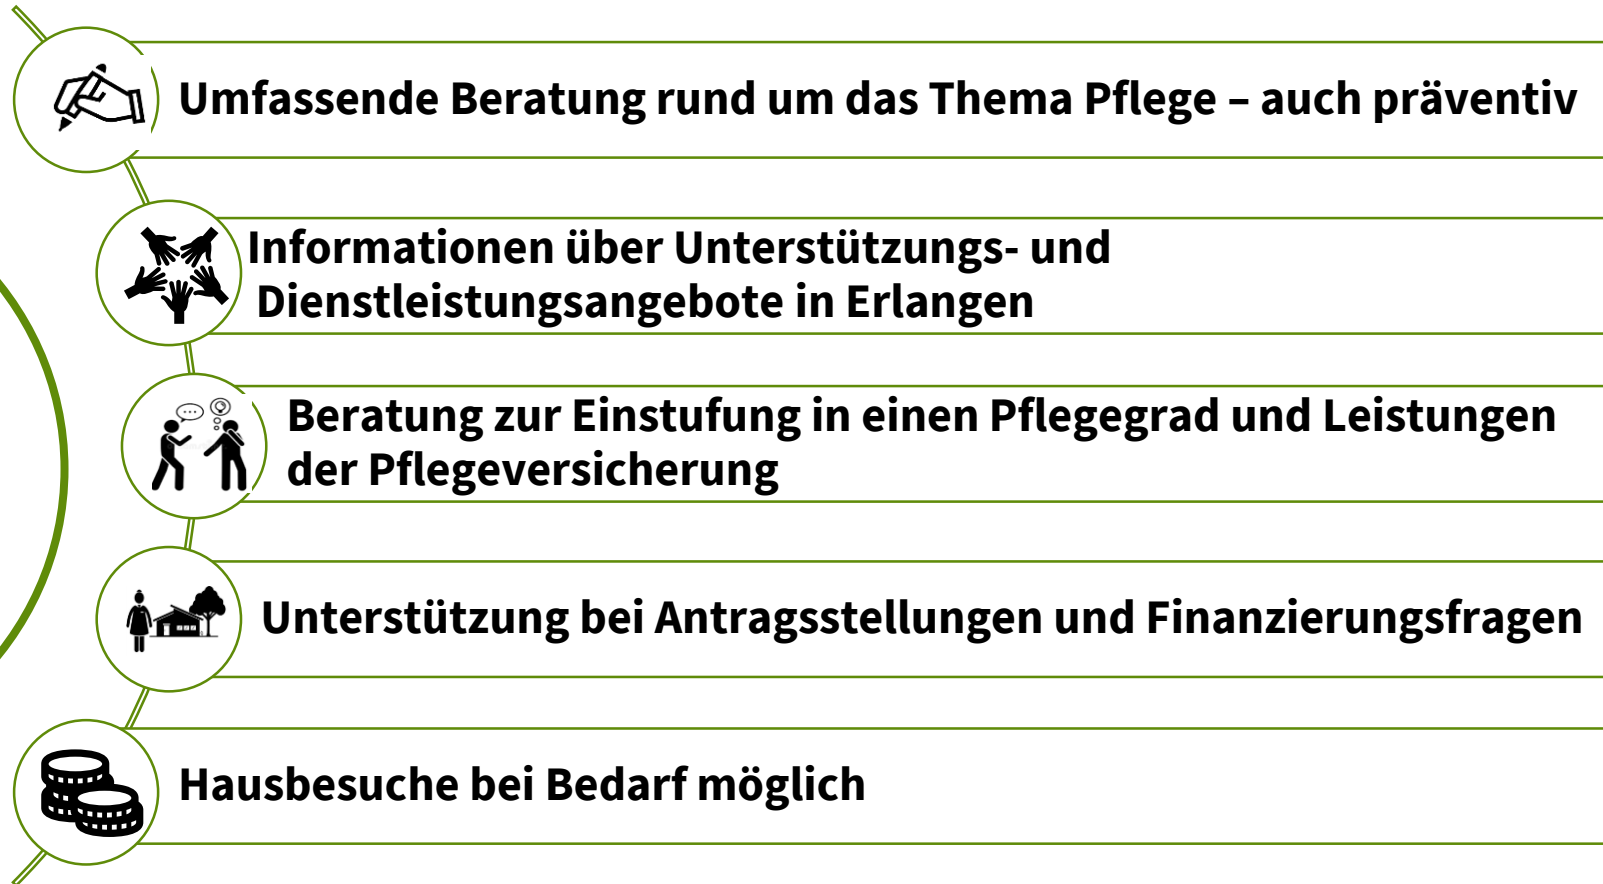 Umfassende Beratung rund um das Thema Pflege – auch präventiv
Informationen über Unterstützungs- und
Dienstleistungsangebote in Erlangen
Beratung zur Einstufung in einen Pflegegrad und Leistungen
der Pflegeversicherung
Unterstützung bei Antragsstellungen und Finanzierungsfragen
Hausbesuche bei Bedarf möglich